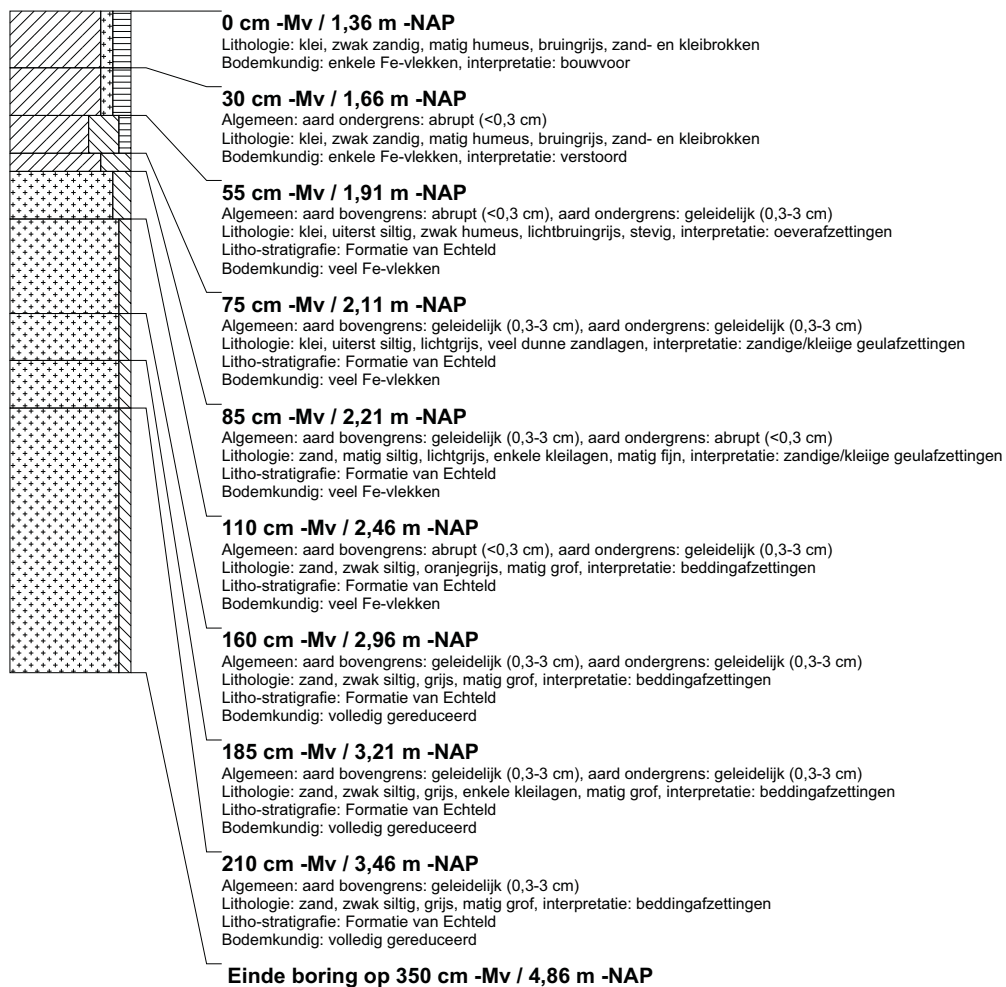 0 cm -Mv / 1,36 m -NAP
Lithologie: klei, zwak zandig, matig humeus, bruingrijs, zand- en kleibrokken
Bodemkundig: enkele Fe-vlekken, interpretatie: bouwvoor
30 cm -Mv / 1,66 m -NAP
Algemeen: aard ondergrens: abrupt (<0,3 cm)
Lithologie: klei, zwak zandig, matig humeus, bruingrijs, zand- en kleibrokken
Bodemkundig: enkele Fe-vlekken, interpretatie: verstoord
55 cm -Mv / 1,91 m -NAP
Algemeen: aard bovengrens: abrupt (<0,3 cm), aard ondergrens: geleidelijk (0,3-3 cm)
Lithologie: klei, uiterst siltig, zwak humeus, lichtbruingrijs, stevig, interpretatie: oeverafzettingen
Litho-stratigrafie: Formatie van Echteld
Bodemkundig: veel Fe-vlekken
75 cm -Mv / 2,11 m -NAP
Algemeen: aard bovengrens: geleidelijk (0,3-3 cm), aard ondergrens: geleidelijk (0,3-3 cm)
Lithologie: klei, uiterst siltig, lichtgrijs, veel dunne zandlagen, interpretatie: zandige/kleiige geulafzettingen
Litho-stratigrafie: Formatie van Echteld
Bodemkundig: veel Fe-vlekken
85 cm -Mv / 2,21 m -NAP
Algemeen: aard bovengrens: geleidelijk (0,3-3 cm), aard ondergrens: abrupt (<0,3 cm)
Lithologie: zand, matig siltig, lichtgrijs, enkele kleilagen, matig fijn, interpretatie: zandige/kleiige geulafzettingen
Litho-stratigrafie: Formatie van Echteld
Bodemkundig: veel Fe-vlekken
110 cm -Mv / 2,46 m -NAP
Algemeen: aard bovengrens: abrupt (<0,3 cm), aard ondergrens: geleidelijk (0,3-3 cm)
Lithologie: zand, zwak siltig, oranjegrijs, matig grof, interpretatie: beddingafzettingen
Litho-stratigrafie: Formatie van Echteld
Bodemkundig: veel Fe-vlekken
160 cm -Mv / 2,96 m -NAP
Algemeen: aard bovengrens: geleidelijk (0,3-3 cm), aard ondergrens: geleidelijk (0,3-3 cm)
Lithologie: zand, zwak siltig, grijs, matig grof, interpretatie: beddingafzettingen
Litho-stratigrafie: Formatie van Echteld
Bodemkundig: volledig gereduceerd
185 cm -Mv / 3,21 m -NAP
Algemeen: aard bovengrens: geleidelijk (0,3-3 cm), aard ondergrens: geleidelijk (0,3-3 cm)
Lithologie: zand, zwak siltig, grijs, enkele kleilagen, matig grof, interpretatie: beddingafzettingen
Litho-stratigrafie: Formatie van Echteld
Bodemkundig: volledig gereduceerd
210 cm -Mv / 3,46 m -NAP
Algemeen: aard bovengrens: geleidelijk (0,3-3 cm)
Lithologie: zand, zwak siltig, grijs, matig grof, interpretatie: beddingafzettingen
Litho-stratigrafie: Formatie van Echteld
Bodemkundig: volledig gereduceerd
Einde boring op 350 cm -Mv / 4,86 m -NAP